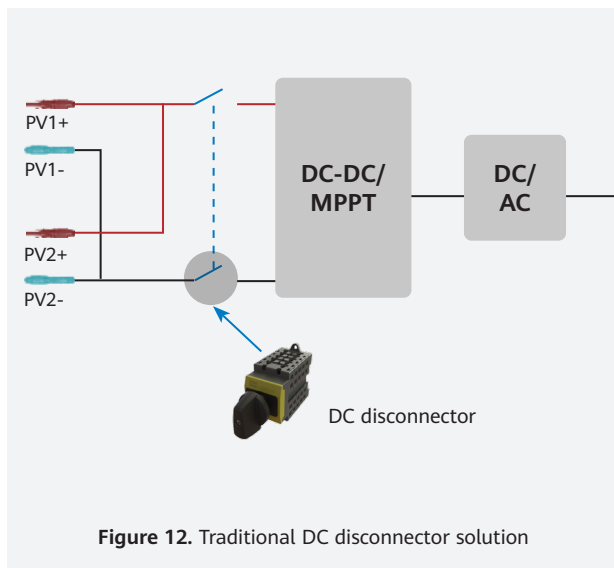 PV1+
PV1-
PV2+
PV2-
DC-DC/
MPPT
DC/
AC
DC disconnector
Figure 12. Traditional DC disconnector solution